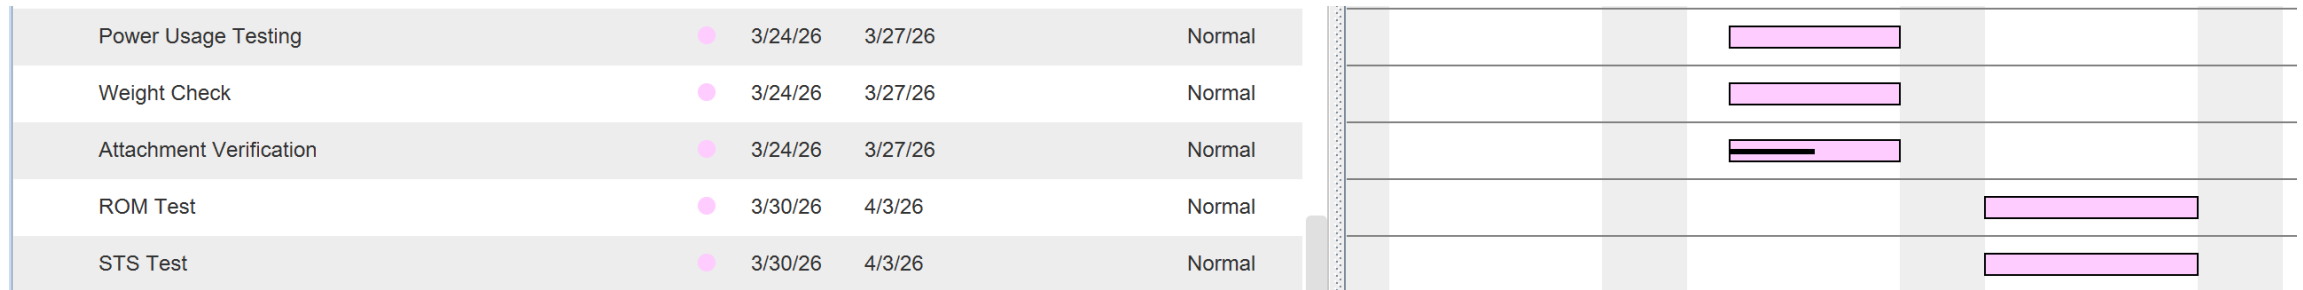 Power Usage Testing 3/24/26 3/27/26 Normal
Weight Check 3/24/26 3/27/26 Normal
Attachment Verification 3/24/26 3/27/26 Normal
ROM Test 3/30/26 4/3/26 Normal
STS Test 3/30/26 4/3/26 Normal